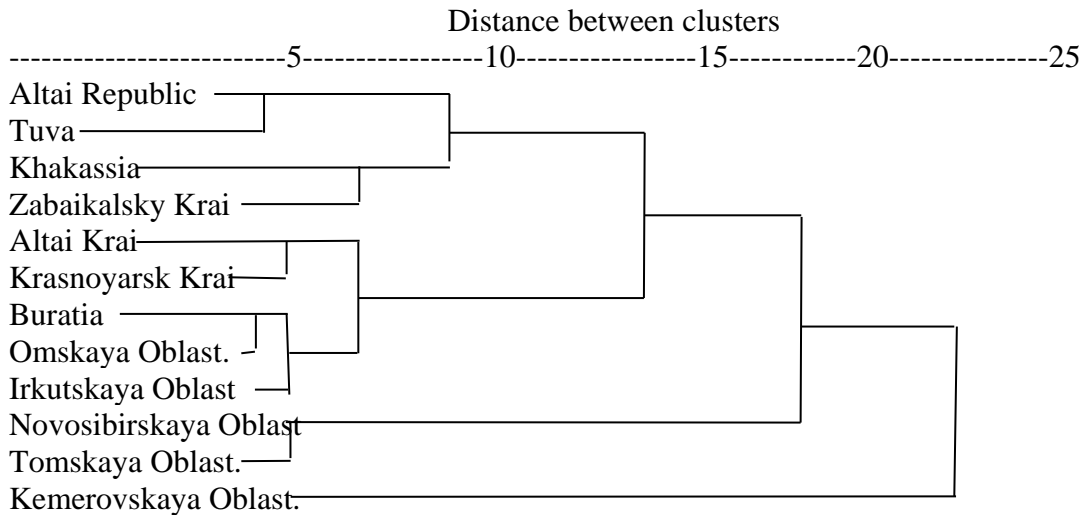 Distance between clusters
--------------------------5------------------10-----------------15--------------20---------------25
Altai Republic
Tuva
Khakassia
Zabaikalsky Krai
Altai Krai
Krasnoyarsk Krai
Buratia
Omskaya Oblast.
Irkutskaya Oblast
Novosibirskaya Oblast
Tomskaya Oblast.
Kemerovskaya Oblast.